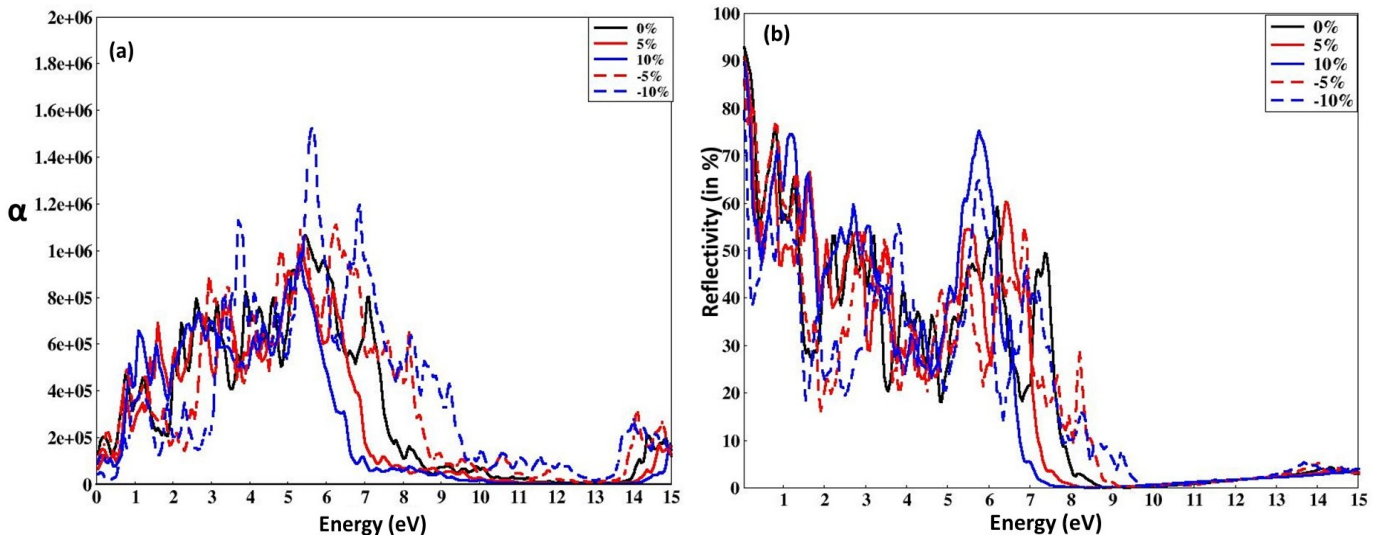 2e+06
1.8e+06
1.6e+06
1.4e+06
1.2e+06
1e+06
8e+05
6e+05
4e+05
2e+05
0
α
(a)
0%
5%
10%
-5%
-10%
0 1 2 3 4 5 6 7 8 9 10 11 12 13 14 15
Energy (eV)
100
90
80
70
60
50
40
30
20
10
0
Reflectivity (in %)
(b)
0%
5%
10%
-5%
-10%
1 2 3 4 5 6 7 8 9 10 11 12 13 14 15
Energy (eV)